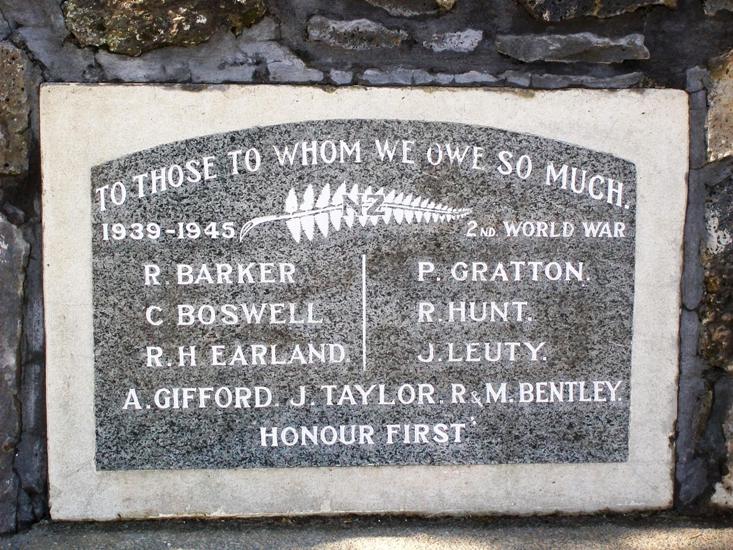 TO THOSE TO WHOM WE OWE SO MUCH.
NZ
1939-1945 2ND. WORLD WAR
R. BARKER P. GRATTON.
C BOSWELL R. HUNT.
R. H EARLAND. J. LEUTY.
A. GIFFORD. J. TAYLOR. R & M. BENTLEY.
HONOUR FIRST'